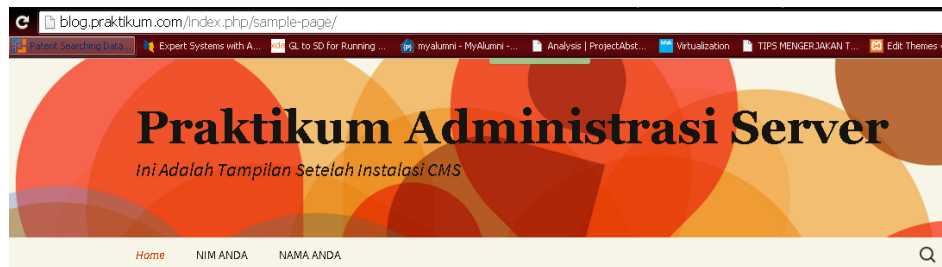 blog.praktikum.com/index.php/sample-page/
Patent Searching Data... Expert Systems with A... GL to SD for Running ... myalumni - MyAlumni -... Analysis | ProjectAbst... Virtualization TIPS MENGERJAKAN T... Edit Themes
Praktikum Administrasi Server
Ini Adalah Tampilan Setelah Instalasi CMS
Home NIM ANDA NAMA ANDA